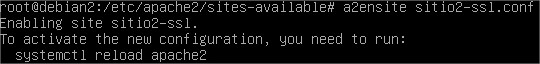 root@debian2:/etc/apache2/sites-available# a2ensite sitio2-ssl.conf
Enabling site sitio2-ssl.
To activate the new configuration, you need to run:
  systemctl reload apache2